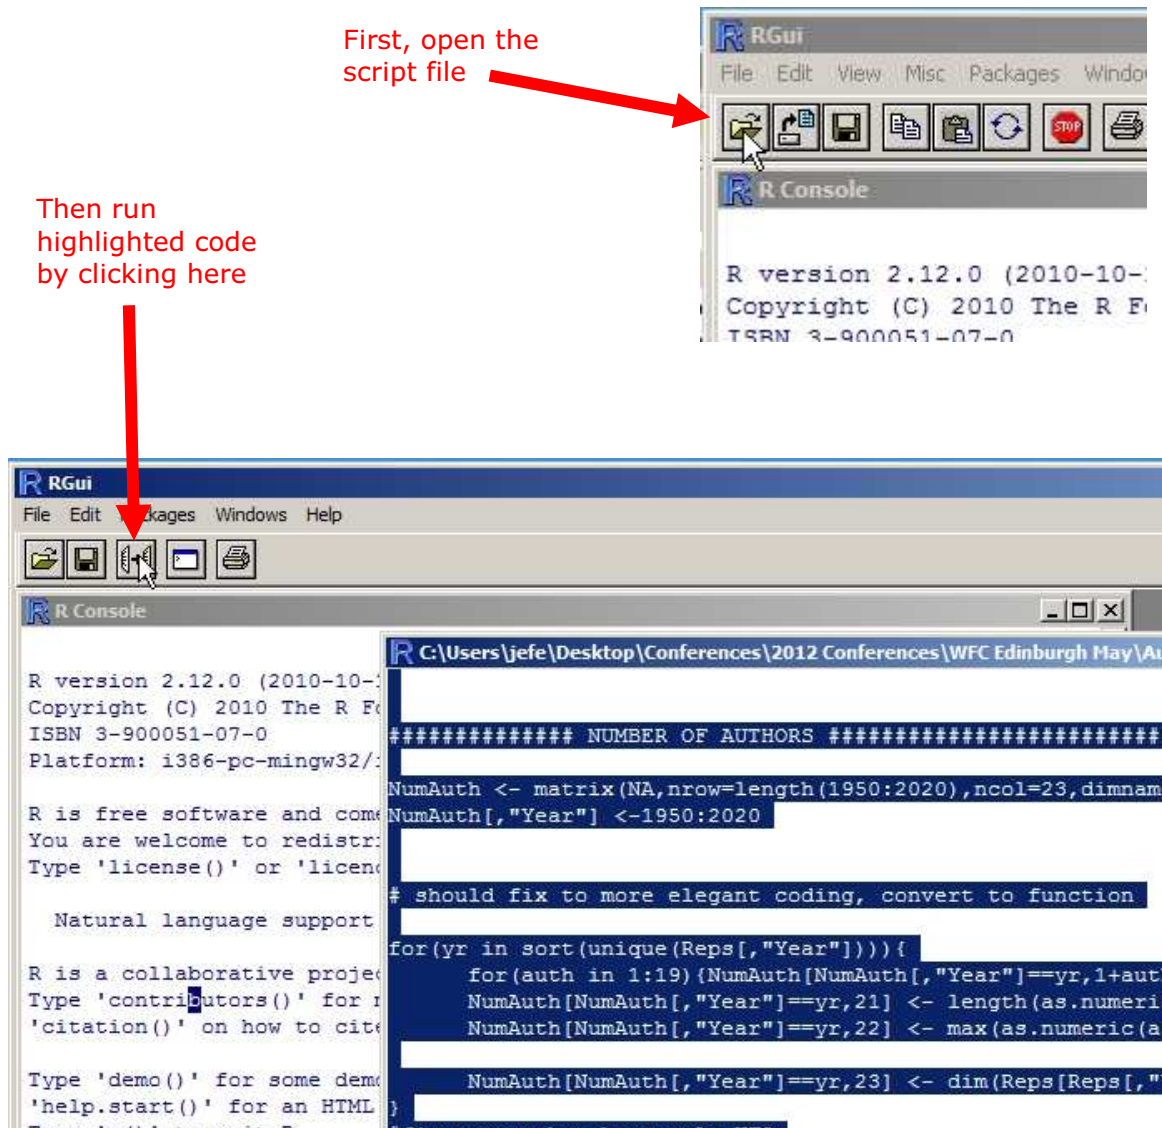 First, open the
script file
RGui
File Edit View Misc Packages
STOP
R Console
R version 2.12.0 (2010-10-
Copyright (C) 2010 The R
ISBN 3-900051-07-0
Then run
highlighted code
by clicking here
RGui
File Edit Windows Help
R Console
C:\Users\jefe\Desktop\Conferences\2012 Conferences\WFC Edinburgh May\Au
R version 2.12.0 (2010-10-
Copyright (C) 2010 The R
ISBN 3-900051-07-0
Platform: i386-pc-mingw32/
R is free software and com
You are welcome to redistr
Type 'license()' or 'licen
Natural language support
R is a collaborative proje
Type 'contributors()' for
'citation()' on how to cit
Type 'demo()' for some dem
'help.start()' for an HTML
############## NUMBER OF AUTHORS #########################
NumAuth <- matrix(NA,nrow=length(1950:2020),ncol=23,dimnam
NumAuth[,"Year"] <-1950:2020
# should fix to more elegant coding, convert to function
for(yr in sort(unique(Reps[,"Year"]))){
for(auth in 1:19){NumAuth[NumAuth[,"Year"]==yr,1+aut
NumAuth[NumAuth[,"Year"]==yr,21] <- length(as.numeri
NumAuth[NumAuth[,"Year"]==yr,22] <- max(as.numeric(a
NumAuth[NumAuth[,"Year"]==yr,23] <- dim(Reps[Reps[,"
}